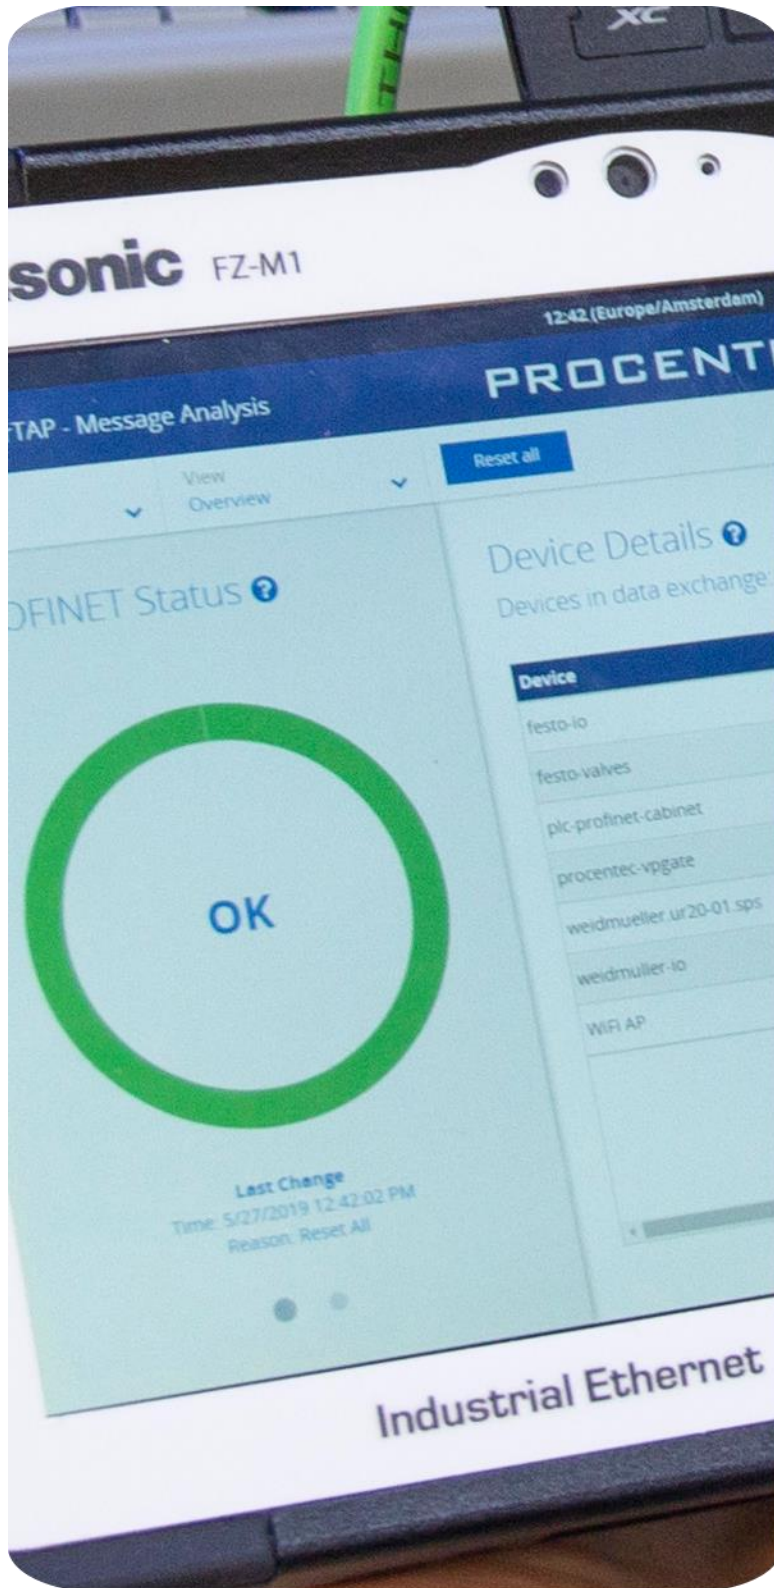 XC
sonic FZ-M1
12:42 (Europe/Amsterdam)
TAP - Message Analysis
PROCENT
View
Overview
Reset all
OFINET Status ?
Device Details ?
Devices in data exchange:
Device
festo-io
festo-valves
plc-profinet-cabinet
procentec-vpgate
weidmueller.ur20-01.sps
weidmuller-io
WiFi AP
OK
Last Change
Time: 5/27/2019 12:42:02 PM
Reason: Reset All
Industrial Ethernet